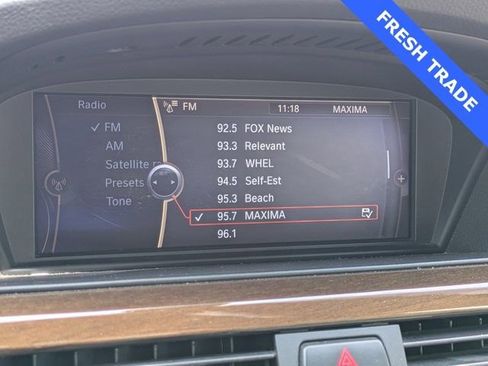 FRESH TRADE
Radio
FM 11:18 MAXIMA
✓ FM
AM
Satellite
Presets
Tone
92.5 FOX News
93.3 Relevant
93.7 WHEL
94.5 Self-Est
95.3 Beach
✓ 95.7 MAXIMA
96.1